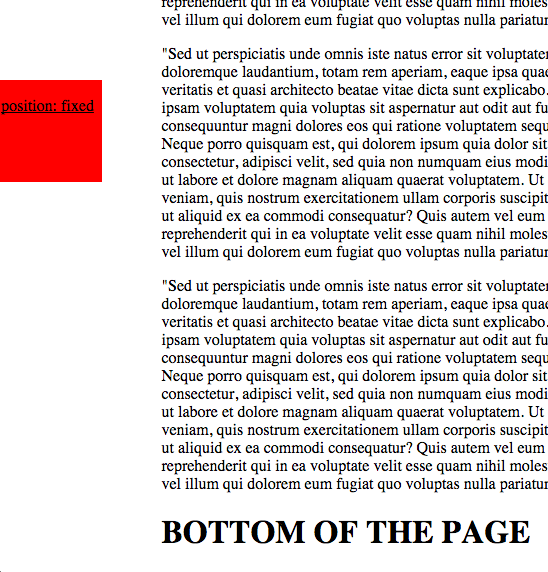 reprehenderit qui in ea voluptate velit esse quam nihil moles
vel illum qui dolorem eum fugiat quo voluptas nulla pariatur
"Sed ut perspiciatis unde omnis iste natus error sit voluptate
doloremque laudantium, totam rem aperiam, eaque ipsa quae
veritatis et quasi architecto beatae vitae dicta sunt explicabo.
ipsam voluptatem quia voluptas sit aspernatur aut odit aut fu
consequuntur magni dolores eos qui ratione voluptatem sequ
Neque porro quisquam est, qui dolorem ipsum quia dolor sit
consectetur, adipisci velit, sed quia non numquam eius modi
ut labore et dolore magnam aliquam quaerat voluptatem. Ut
veniam, quis nostrum exercitationem ullam corporis suscipit
ut aliquid ex ea commodi consequatur? Quis autem vel eum
reprehenderit qui in ea voluptate velit esse quam nihil moles
vel illum qui dolorem eum fugiat quo voluptas nulla pariatur
position: fixed
"Sed ut perspiciatis unde omnis iste natus error sit voluptate
doloremque laudantium, totam rem aperiam, eaque ipsa quae
veritatis et quasi architecto beatae vitae dicta sunt explicabo.
ipsam voluptatem quia voluptas sit aspernatur aut odit aut fu
consequuntur magni dolores eos qui ratione voluptatem sequ
Neque porro quisquam est, qui dolorem ipsum quia dolor sit
consectetur, adipisci velit, sed quia non numquam eius modi
ut labore et dolore magnam aliquam quaerat voluptatem. Ut
veniam, quis nostrum exercitationem ullam corporis suscipit
ut aliquid ex ea commodi consequatur? Quis autem vel eum
reprehenderit qui in ea voluptate velit esse quam nihil moles
vel illum qui dolorem eum fugiat quo voluptas nulla pariatur
BOTTOM OF THE PAGE